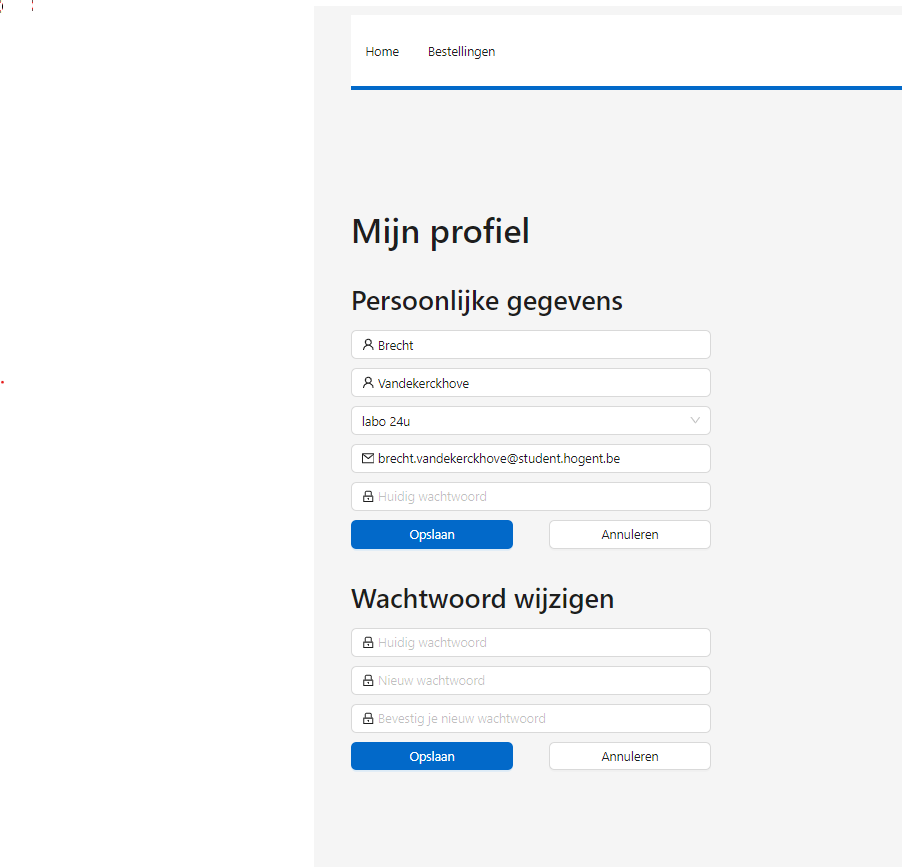 Home Bestellingen
Mijn profiel
Persoonlijke gegevens
Brecht
Vandekerckhove
labo 24u
brecht.vandekerckhove@student.hogent.be
Huidig wachtwoord
Opslaan Annuleren
Wachtwoord wijzigen
Huidig wachtwoord
Nieuw wachtwoord
Bevestig je nieuw wachtwoord
Opslaan Annuleren